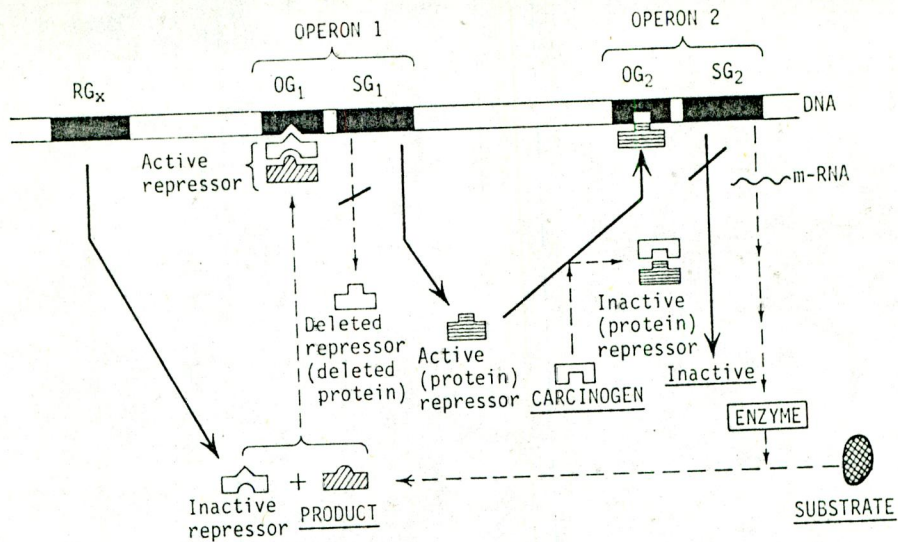 OPERON 1
OPERON 2
RGx
OG1
SG1
OG2
SG2
DNA
Active
repressor
m-RNA
Deleted
repressor
(deleted
protein)
Active
(protein)
repressor
CARCINOGEN
Inactive
(protein)
repressor
Inactive
ENZYME
Inactive
repressor
+
PRODUCT
SUBSTRATE